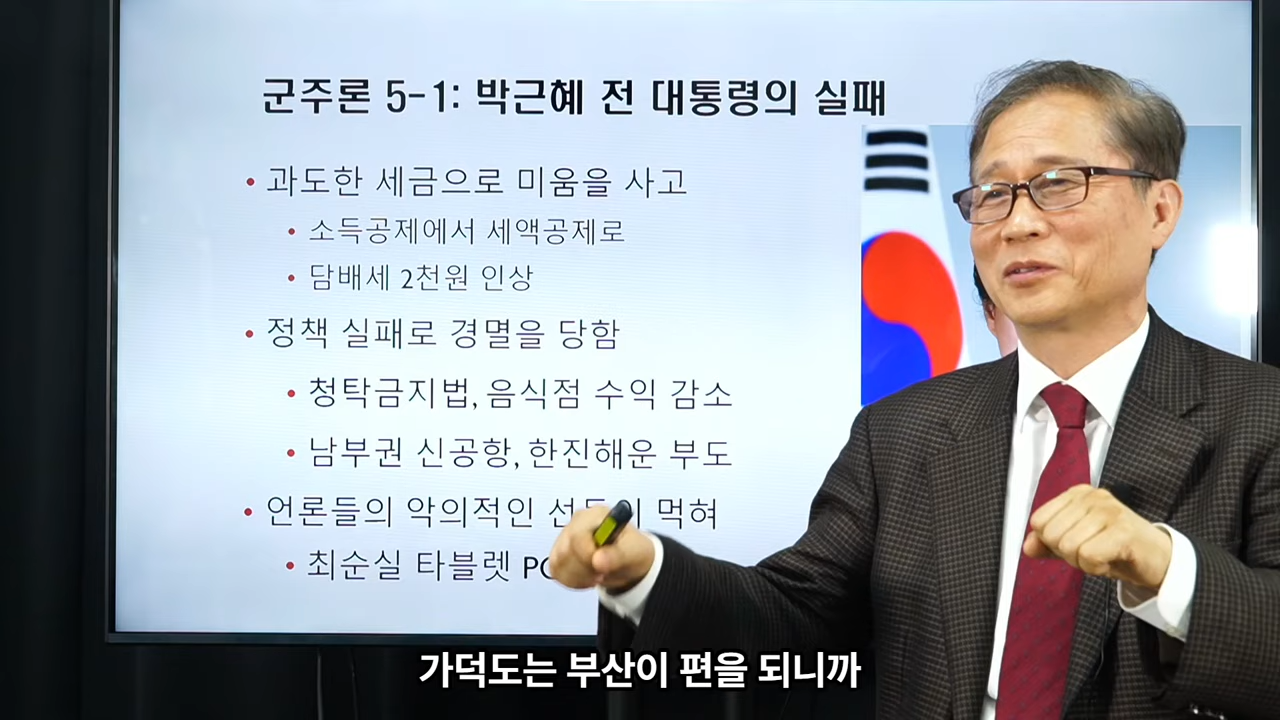 군주론 5-1: 박근혜 전 대통령의 실패
• 과도한 세금으로 미움을 사고
• 소득공제에서 세액공제로
• 담배세 2천원 인상
• 정책 실패로 경멸을 당함
• 청탁금지법, 음식점 수익 감소
• 남부권 신공항, 한진해운 부도
• 언론들의 악의적인 먹혀
• 최순실 타블렛
가덕도는 부산이 편을 되니까